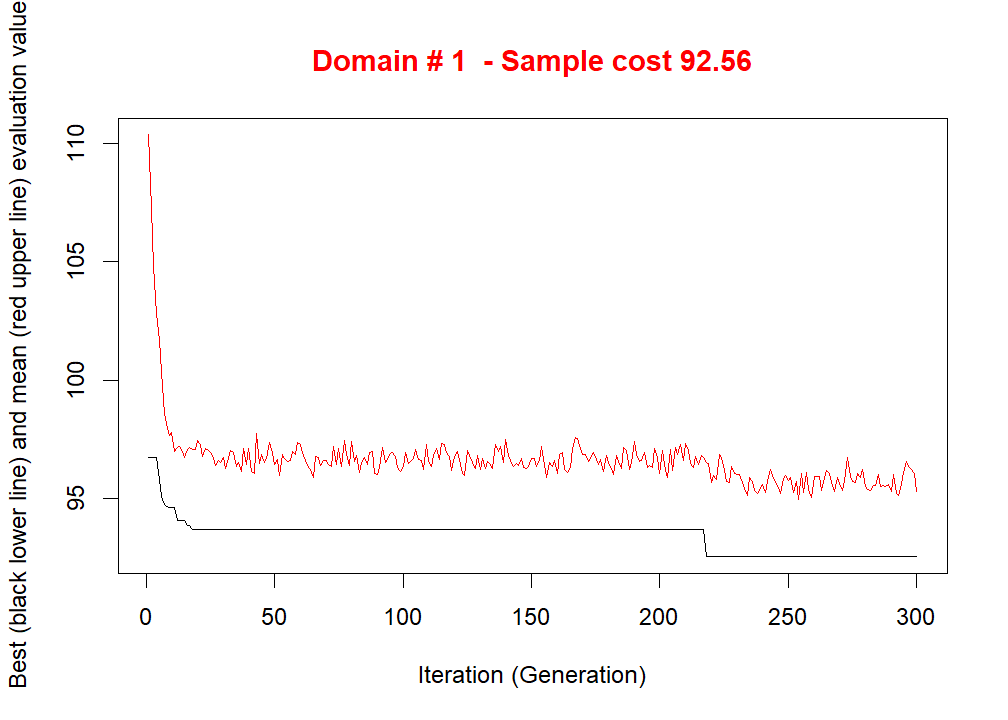 Domain # 1  - Sample cost 92.56
Best (black lower line) and mean (red upper line) evaluation value
110
105
100
95
0 50 100 150 200 250 300
Iteration (Generation)